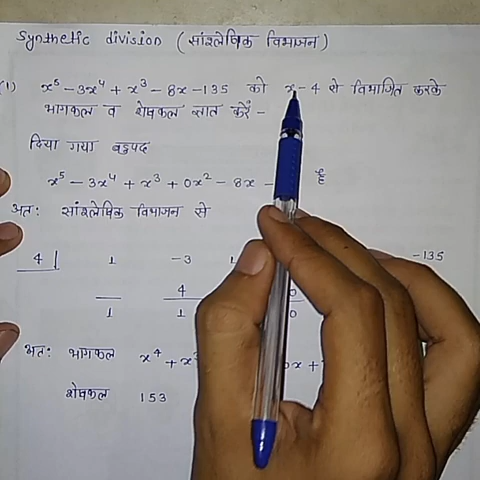 Synthetic division (सांश्लेषिक विभाजन)
(1) x⁵ - 3x⁴ + x³ - 8x - 135 को x - 4 से विभाजित करके
भागफल व शेषफल ज्ञात करें -
दिया गया बहुपद
x⁵ - 3x⁴ + x³ + 0x² - 8x - है
अतः सांश्लेषिक विभाजन से
4 | 1 -3 -135
4
1 1
अतः भागफल x⁴ +
शेषफल 153